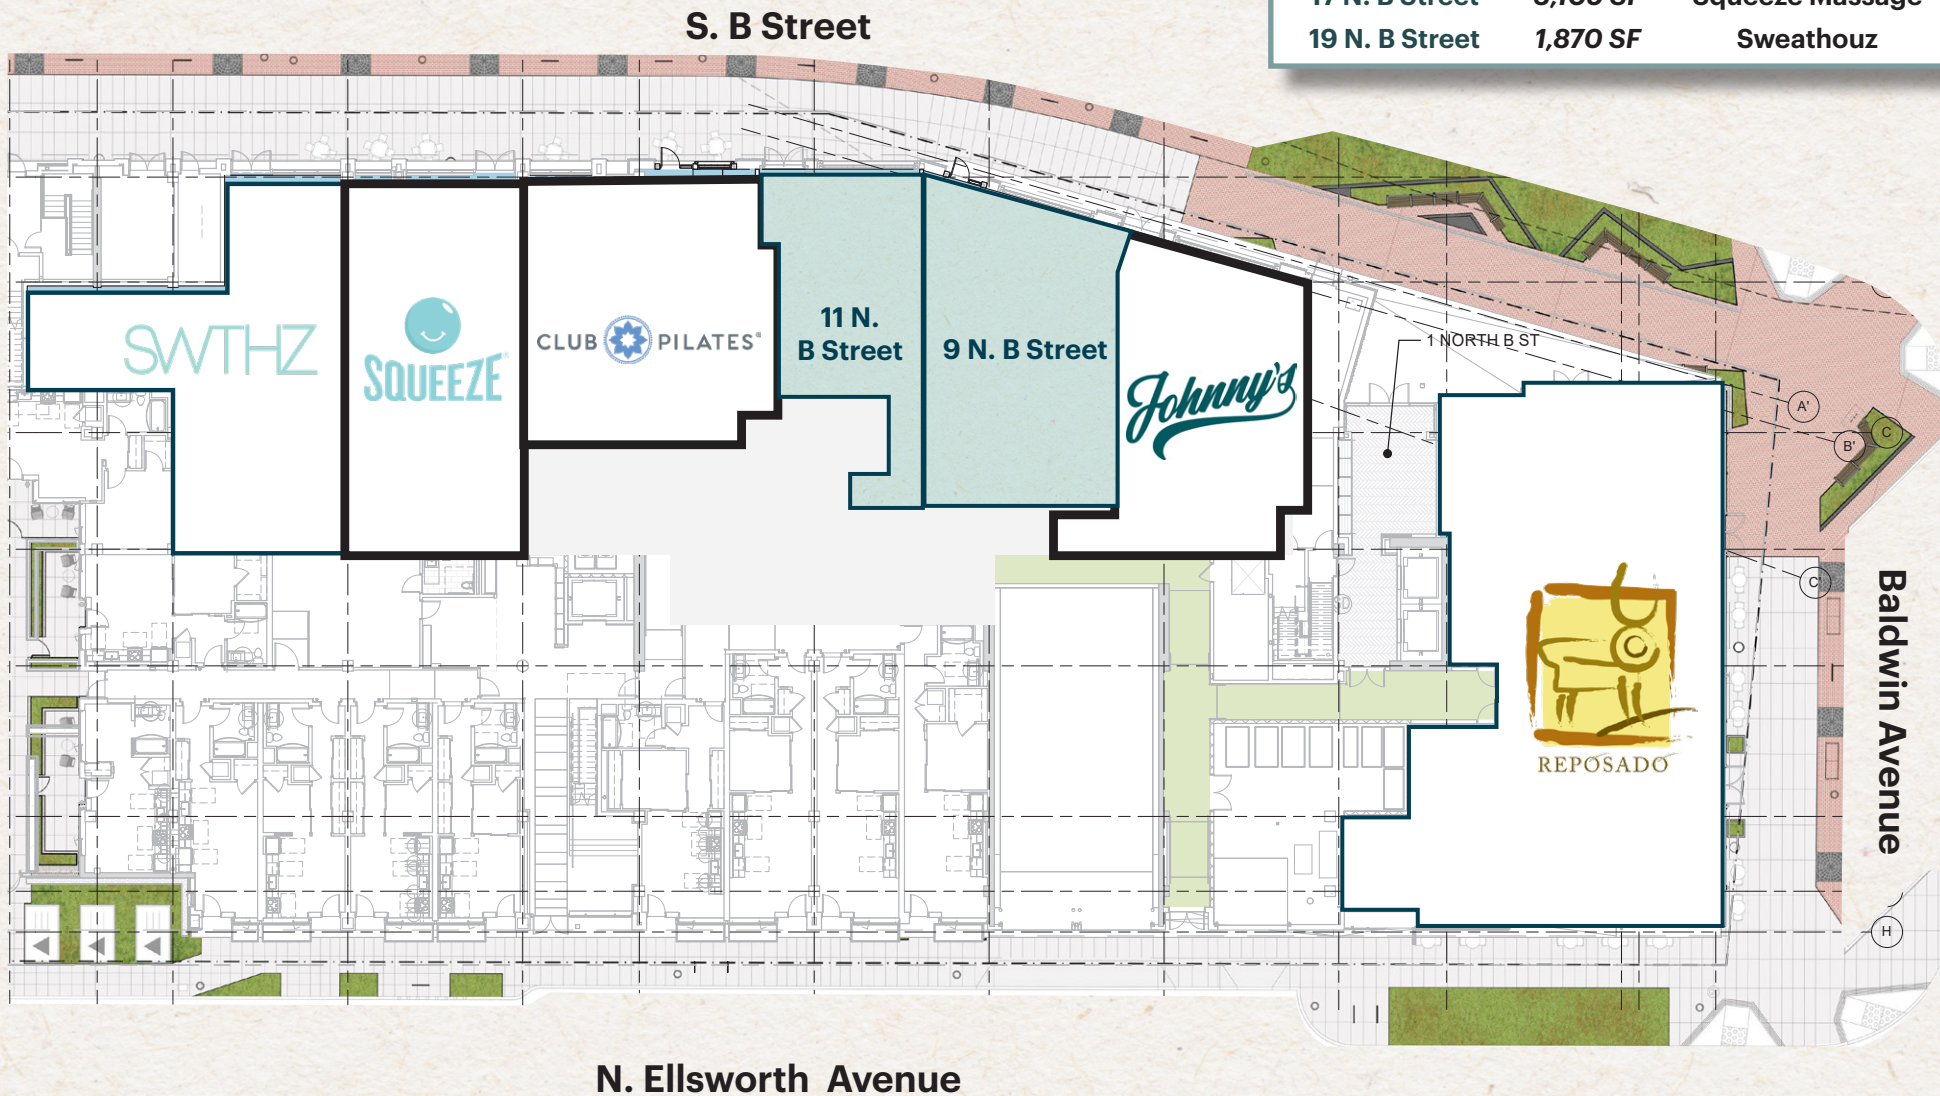 S. B Street
19 N. B Street 1,870 SF Sweathouz
SWTHZ
SQUEEZE
CLUB PILATES
11 N.
B Street
9 N. B Street
Johnny's
1 NORTH B ST
A'
B'
C
C'
REPOSADO
Baldwin Avenue
H
N. Ellsworth Avenue